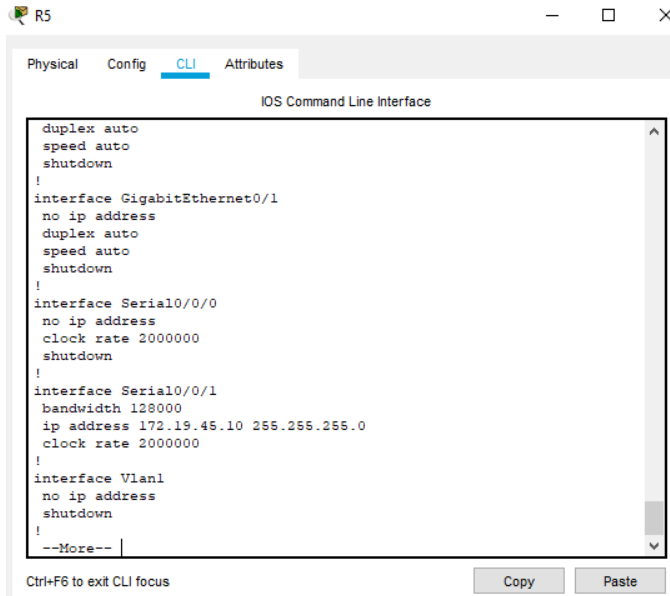 R5
Physical Config CLI Attributes
IOS Command Line Interface
duplex auto
speed auto
shutdown
!
interface GigabitEthernet0/1
no ip address
duplex auto
speed auto
shutdown
!
interface Serial0/0/0
no ip address
clock rate 2000000
shutdown
!
interface Serial0/0/1
bandwidth 128000
ip address 172.19.45.10 255.255.255.0
clock rate 2000000
!
interface Vlan1
no ip address
shutdown
!
--More--
Ctrl+F6 to exit CLI focus Copy Paste